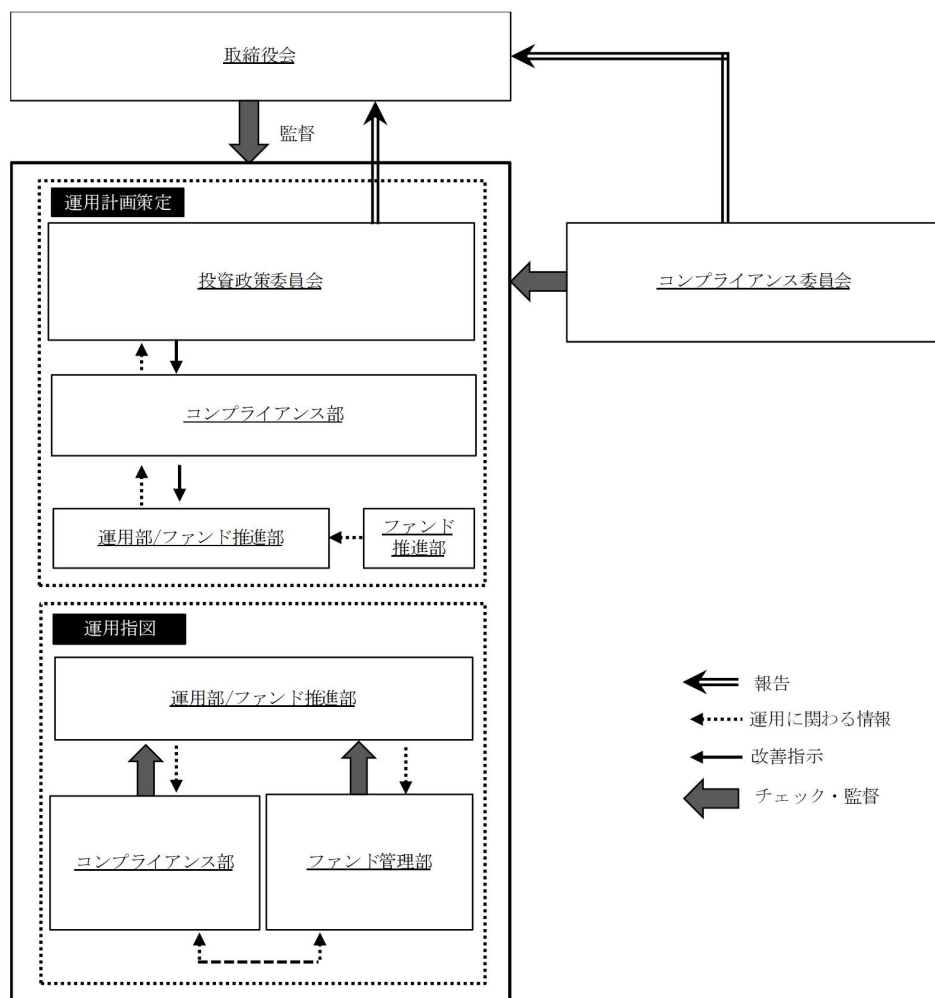 取締役会
監督
運用計画策定
投資政策委員会
コンプライアンス委員会
コンプライアンス部
運用部/ファンド推進部
ファンド
推進部
運用指図
運用部/ファンド推進部
コンプライアンス部
ファンド管理部
報告
運用に関わる情報
改善指示
チェック・監督